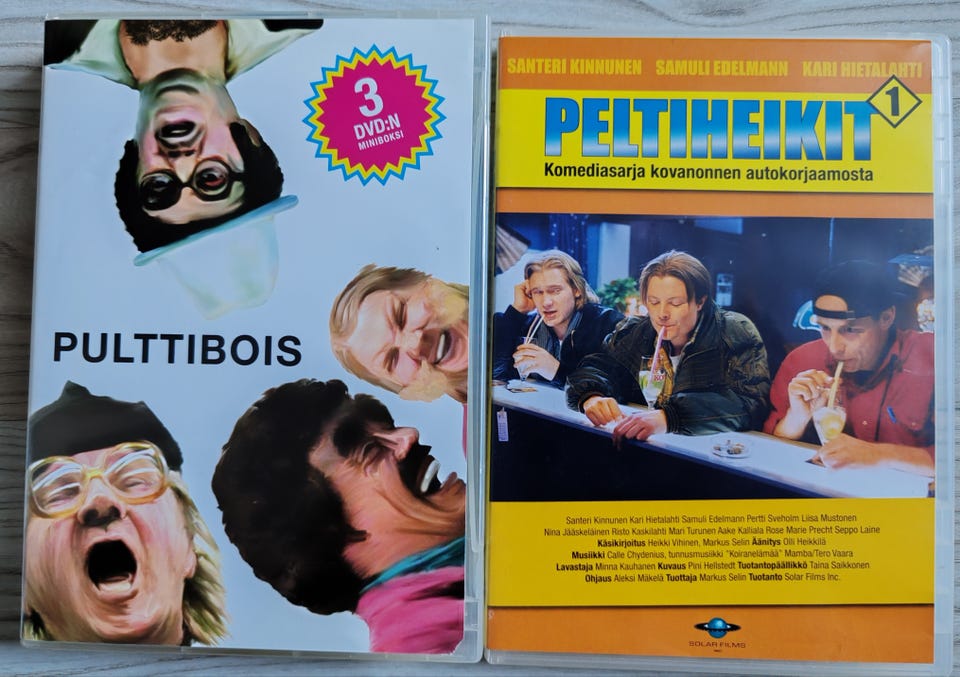 3
DVD:N
MINIBOKSI
PULTTIBOIS
SANTERI KINNUNEN SAMULI EDELMANN KARI HIETALAHTI
PELTIHEIKIT 1
Komediasarja kovanonnen autokorjaamosta
Santeri Kinnunen Kari Hietalahti Samuli Edelmann Pertti Sveholm Liisa Mustonen
Nina Jääskeläinen Risto Kaskilahti Mari Turunen Aake Kalliala Rose Marie Precht Seppo Laine
Käsikirjoitus Heikki Vihinen, Markus Selin Äänitys Olli Heikkilä
Musiikki Calle Chydenius, tunnusmusiikki "Koiranelämää" Mamba/Tero Vaara
Lavastaja Minna Kauhanen Kuvaus Pini Hellstedt Tuotantopäällikkö Taina Saikkonen
Ohjaus Aleksi Mäkelä Tuottaja Markus Selin Tuotanto Solar Films Inc.
SOLAR FILMS